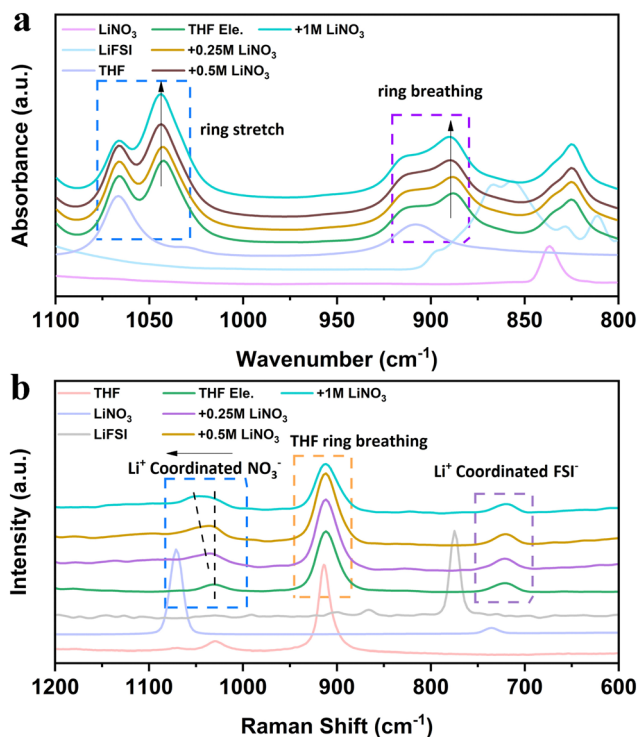 a
LiNO₃ THF Ele. +1M LiNO₃
LiFSI +0.25M LiNO₃
THF +0.5M LiNO₃
ring breathing
ring stretch
Absorbance (a.u.)
1100 1050 1000 950 900 850 800
Wavenumber (cm⁻¹)
b
THF THF Ele. +1M LiNO₃
LiNO₃ +0.25M LiNO₃
LiFSI +0.5M LiNO₃
THF ring breathing
Li⁺ Coordinated NO₃⁻
Li⁺ Coordinated FSI⁻
Intensity (a.u.)
1200 1100 1000 900 800 700 600
Raman Shift (cm⁻¹)